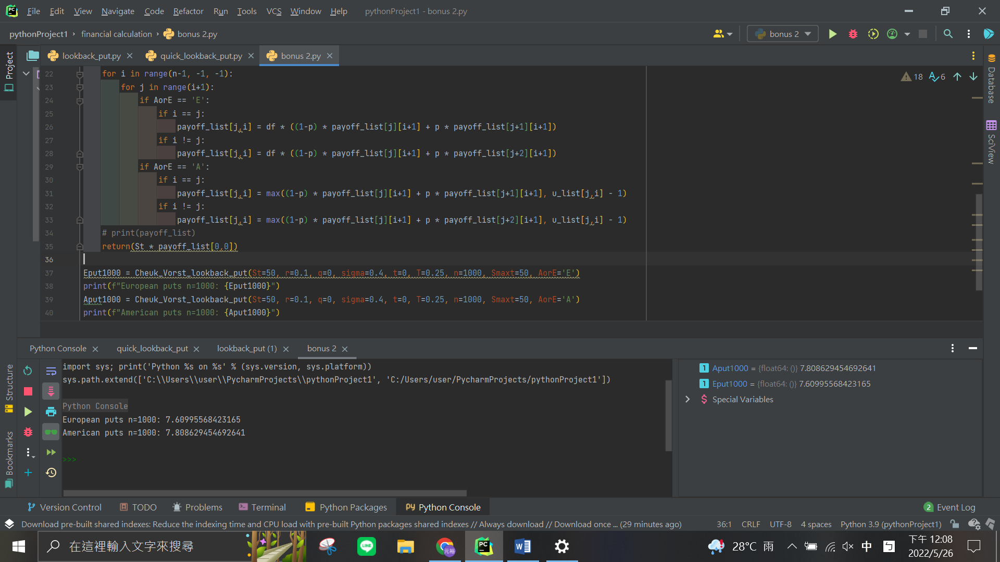 File Edit View Navigate Code Refactor Run Tools VCS Window Help pythonProject1 - bonus 2.py
pythonProject1 financial calculation bonus 2.py bonus 2
Project lookback_put.py quick_lookback_put.py bonus 2.py
22 for i in range(n-1, -1, -1):
18 6
23 for j in range(i+1):
24 if AorE == 'E':
25 if i == j:
26 payoff_list[j,i] = df * ((1-p) * payoff_list[j][i+1] + p * payoff_list[j+1][i+1])
27 if i != j:
28 payoff_list[j,i] = df * ((1-p) * payoff_list[j][i+1] + p * payoff_list[j+2][i+1])
29 if AorE == 'A':
30 if i == j:
31 payoff_list[j,i] = max((1-p) * payoff_list[j][i+1] + p * payoff_list[j+1][i+1], u_list[j,i] - 1)
32 if i != j:
33 payoff_list[j,i] = max((1-p) * payoff_list[j][i+1] + p * payoff_list[j+2][i+1], u_list[j,i] - 1)
34 # print(payoff_list)
35 return(St * payoff_list[0,0])
36
37 Eput1000 = Cheuk_Vorst_lookback_put(St=50, r=0.1, q=0, sigma=0.4, t=0, T=0.25, n=1000, Smaxt=50, AorE='E')
38 print(f"European puts n=1000: {Eput1000}")
39 Aput1000 = Cheuk_Vorst_lookback_put(St=50, r=0.1, q=0, sigma=0.4, t=0, T=0.25, n=1000, Smaxt=50, AorE='A')
40 print(f"American puts n=1000: {Aput1000}")
Database
SciView
Python Console quick_lookback_put lookback_put (1) bonus 2
import sys; print('Python %s on %s' % (sys.version, sys.platform))
sys.path.extend(['C:\\Users\\user\\PycharmProjects\\pythonProject1', 'C:/Users/user/PycharmProjects/pythonProject1'])
Python Console
European puts n=1000: 7.60995568423165
American puts n=1000: 7.808629454692641
>>>
1 Aput1000 = {float64: ()} 7.808629454692641
1 Eput1000 = {float64: ()} 7.60995568423165
Special Variables
Structure
Bookmarks
Version Control TODO Problems Terminal Python Packages Python Console 2 Event Log
Download pre-built shared indexes: Reduce the indexing time and CPU load with pre-built Python packages shared indexes // Always download // Download once ... (29 minutes ago) 36:1 CRLF UTF-8 4 spaces Python 3.9 (pythonProject1)
在這裡輸入文字來搜尋 LINE 元裕 PC W 28°C 雨 中 ㄅ 下午 12:08
2022/5/26